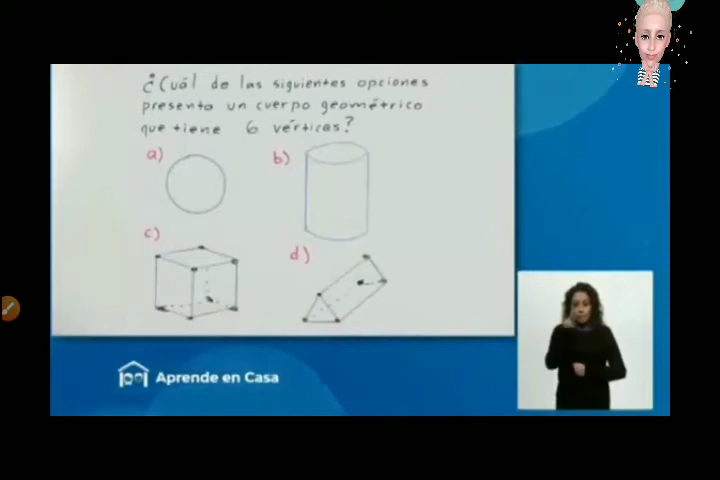 ¿Cuál de las siguientes opciones
presenta un cuerpo geométrico
que tiene 6 vértices?
a)
b)
c)
d)
Aprende en Casa